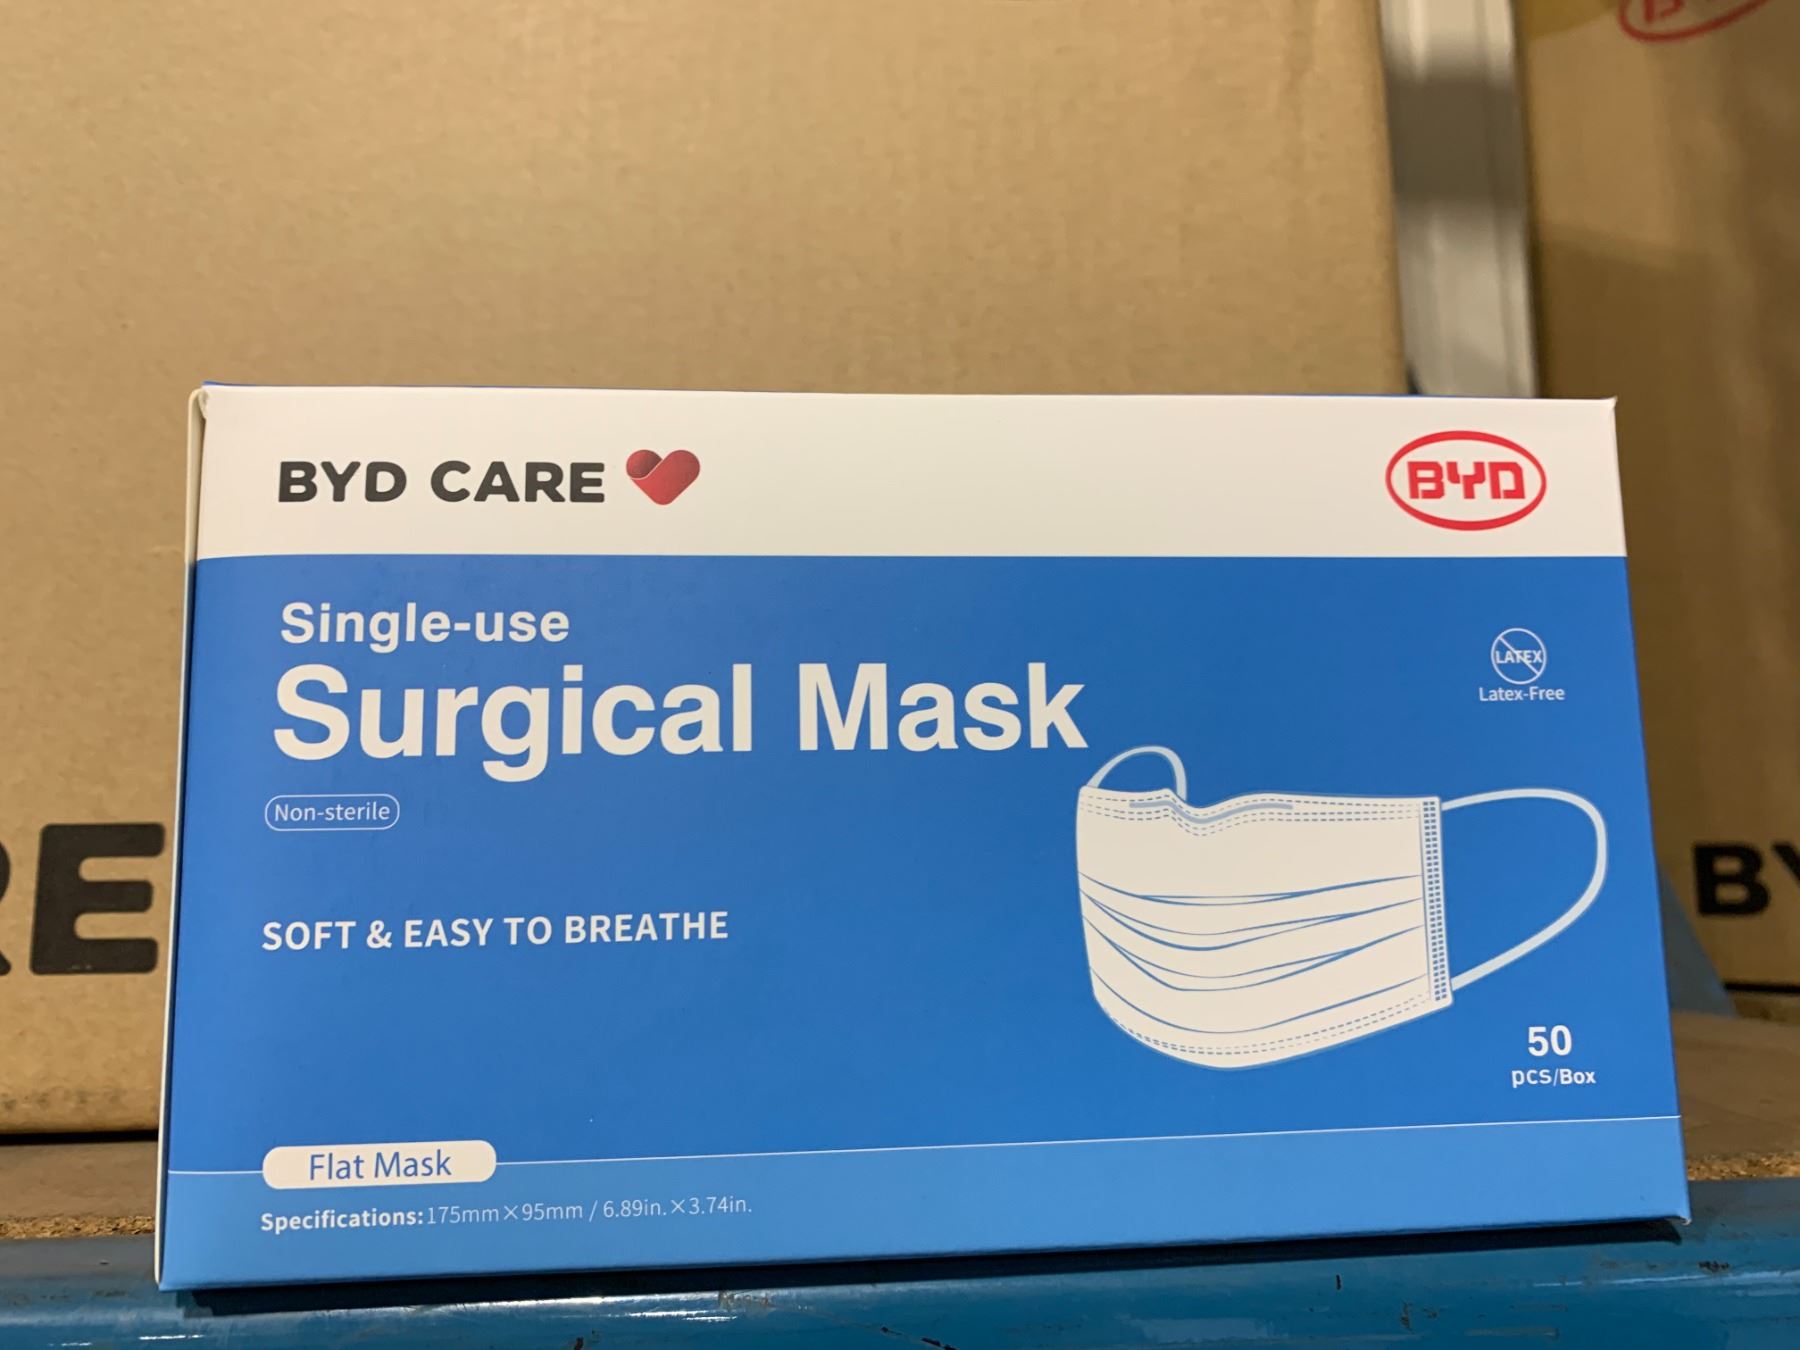 BYD CARE
BYD
Single-use
Surgical Mask
LATEX
Latex-Free
Non-sterile
SOFT & EASY TO BREATHE
50
pcs/Box
Flat Mask
Specifications: 175mm×95mm / 6.89in.×3.74in.
RE
BY